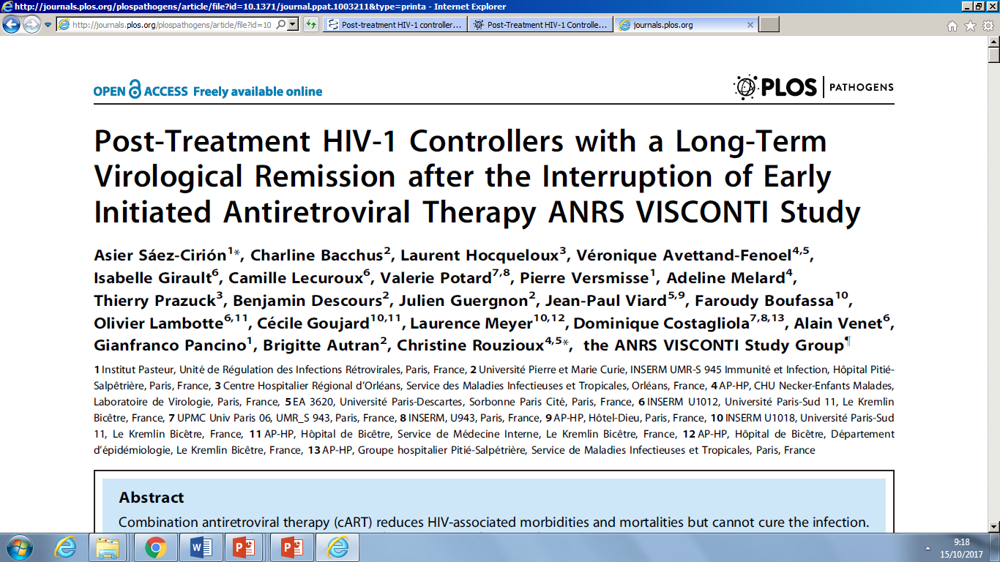 http://journals.plos.org/plospathogens/article/file?id=10.1371/journal.ppat.1003211&type=printa - Internet Explorer
http://journals.plos.org/plospathogens/article/file?id=10
Post-treatment HIV-1 controller...
Post-Treatment HIV-1 Controlle...
journals.plos.org
OPEN ACCESS Freely available online
PLOS | PATHOGENS
Post-Treatment HIV-1 Controllers with a Long-Term
Virological Remission after the Interruption of Early
Initiated Antiretroviral Therapy ANRS VISCONTI Study
Asier Sáez-Cirión1*, Charline Bacchus2, Laurent Hocqueloux3, Véronique Avettand-Fenoel4,5,
Isabelle Girault6, Camille Lecuroux6, Valerie Potard7,8, Pierre Versmisse1, Adeline Melard4,
Thierry Prazuck3, Benjamin Descours2, Julien Guergnon2, Jean-Paul Viard5,9, Faroudy Boufassa10,
Olivier Lambotte6,11, Cécile Goujard10,11, Laurence Meyer10,12, Dominique Costagliola7,8,13, Alain Venet6,
Gianfranco Pancino1, Brigitte Autran2, Christine Rouzioux4,5*, the ANRS VISCONTI Study Group¶
1 Institut Pasteur, Unité de Régulation des Infections Rétrovirales, Paris, France, 2 Université Pierre et Marie Curie, INSERM UMR-S 945 Immunité et Infection, Hôpital Pitié-
Salpêtrière, Paris, France, 3 Centre Hospitalier Régional d'Orléans, Service des Maladies Infectieuses et Tropicales, Orléans, France, 4 AP-HP, CHU Necker-Enfants Malades,
Laboratoire de Virologie, Paris, France, 5 EA 3620, Université Paris-Descartes, Sorbonne Paris Cité, Paris, France, 6 INSERM U1012, Université Paris-Sud 11, Le Kremlin
Bicêtre, France, 7 UPMC Univ Paris 06, UMR_S 943, Paris, France, 8 INSERM, U943, Paris, France, 9 AP-HP, Hôtel-Dieu, Paris, France, 10 INSERM U1018, Université Paris-Sud
11, Le Kremlin Bicêtre, France, 11 AP-HP, Hôpital de Bicêtre, Service de Médecine Interne, Le Kremlin Bicêtre, France, 12 AP-HP, Hôpital de Bicêtre, Départment
d'épidémiologie, Le Kremlin Bicêtre, France, 13 AP-HP, Groupe hospitalier Pitié-Salpétrière, Service de Maladies Infectieuses et Tropicales, Paris, France
Abstract
Combination antiretroviral therapy (cART) reduces HIV-associated morbidities and mortalities but cannot cure the infection.
9:18
15/10/2017